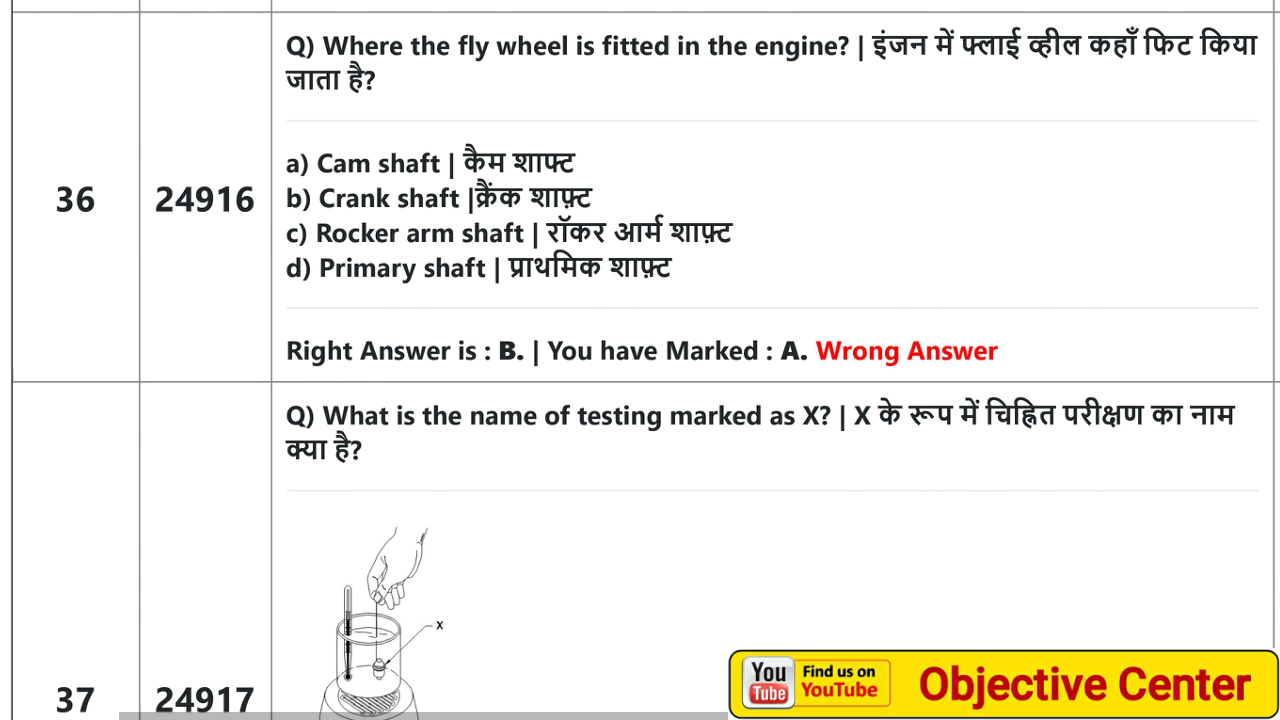 Q) Where the fly wheel is fitted in the engine? | इंजन में फ्लाई व्हील कहाँ फिट किया
जाता है?
a) Cam shaft | कैम शाफ्ट
b) Crank shaft |क्रैंक शाफ़्ट
c) Rocker arm shaft | रॉकर आर्म शाफ़्ट
d) Primary shaft | प्राथमिक शाफ़्ट
36
24916
Right Answer is : B. | You have Marked : A. Wrong Answer
Q) What is the name of testing marked as X? | X के रूप में चिह्नित परीक्षण का नाम
क्या है?
X
37
24917
You
Tube
Find us on
YouTube
Objective Center